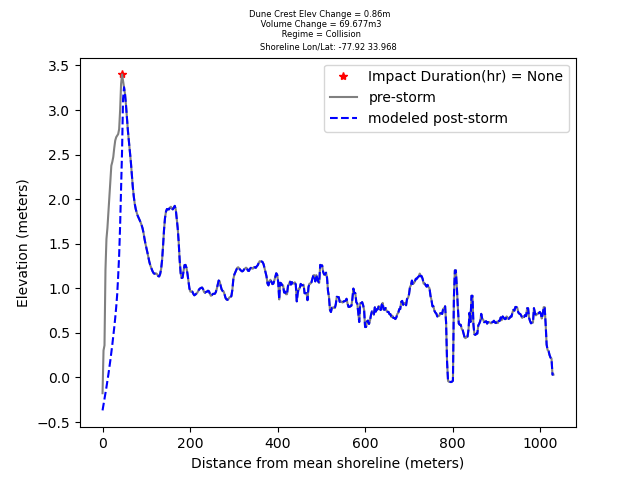 Dune Crest Elev Change = 0.86m
Volume Change = 69.677m3
Regime = Collision
Shoreline Lon/Lat: -77.92 33.968
Impact Duration(hr) = None
pre-storm
modeled post-storm
Elevation (meters)
3.5
3.0
2.5
2.0
1.5
1.0
0.5
0.0
−0.5
0 200 400 600 800 1000
Distance from mean shoreline (meters)